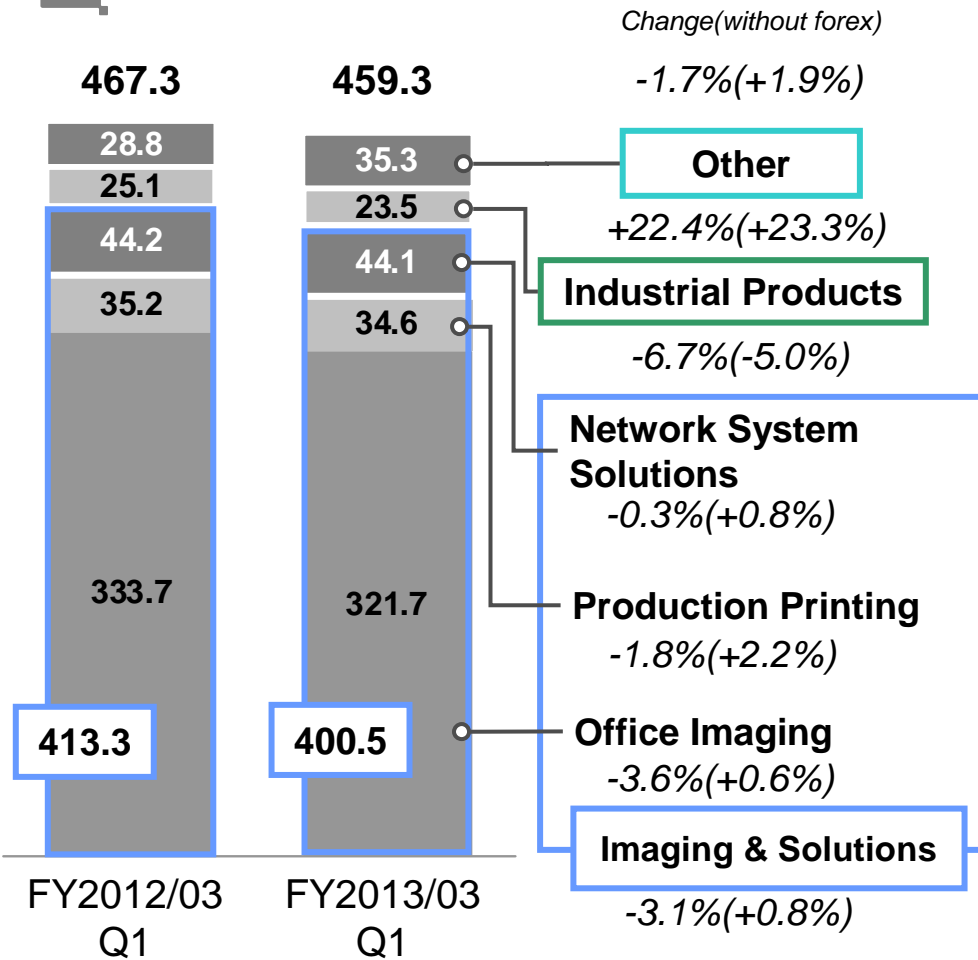 Change(without forex)
467.3
459.3
-1.7%(+1.9%)
28.8
35.3
Other
25.1
23.5
+22.4%(+23.3%)
44.2
44.1
Industrial Products
35.2
34.6
-6.7%(-5.0%)
Network System
Solutions
-0.3%(+0.8%)
333.7
321.7
Production Printing
-1.8%(+2.2%)
413.3
400.5
Office Imaging
-3.6%(+0.6%)
Imaging & Solutions
-3.1%(+0.8%)
FY2012/03
Q1
FY2013/03
Q1